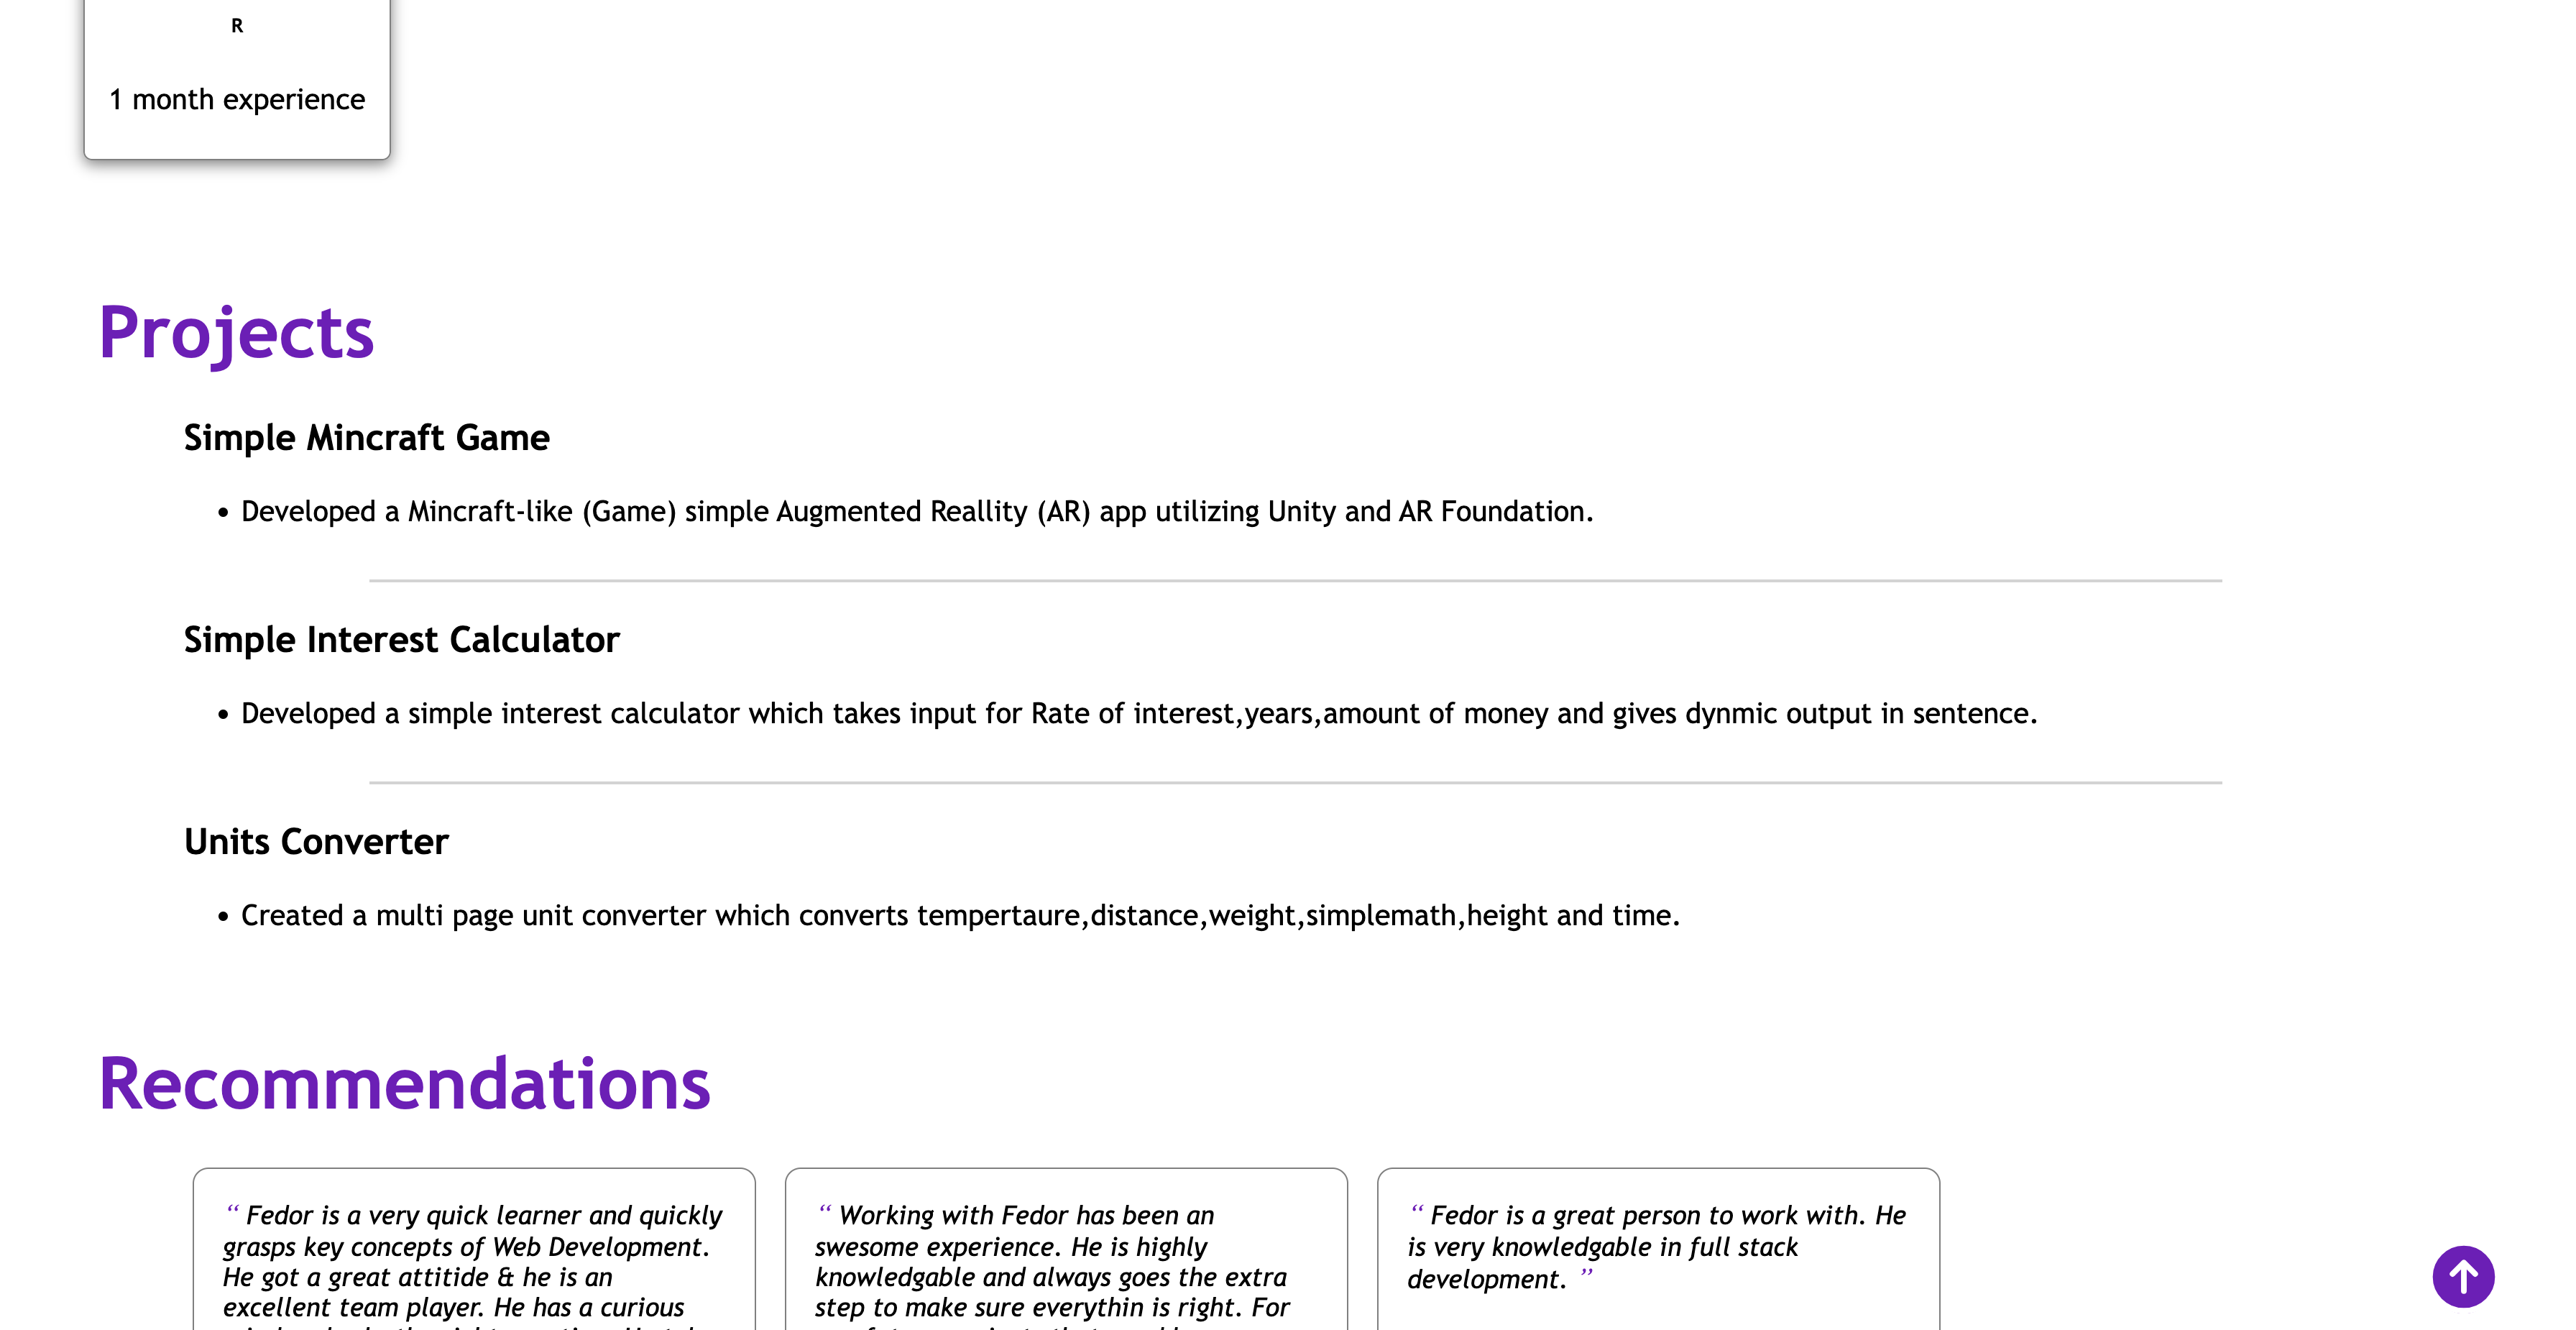 R
1 month experience
Projects
Simple Mincraft Game
• Developed a Mincraft-like (Game) simple Augmented Reallity (AR) app utilizing Unity and AR Foundation.
Simple Interest Calculator
• Developed a simple interest calculator which takes input for Rate of interest,years,amount of money and gives dynmic output in sentence.
Units Converter
• Created a multi page unit converter which converts tempertaure,distance,weight,simplemath,height and time.
Recommendations
“ Fedor is a very quick learner and quickly
grasps key concepts of Web Development.
He got a great attitide & he is an
excellent team player. He has a curious
“ Working with Fedor has been an
swesome experience. He is highly
knowledgable and always goes the extra
step to make sure everythin is right. For
“ Fedor is a great person to work with. He
is very knowledgable in full stack
development. ”